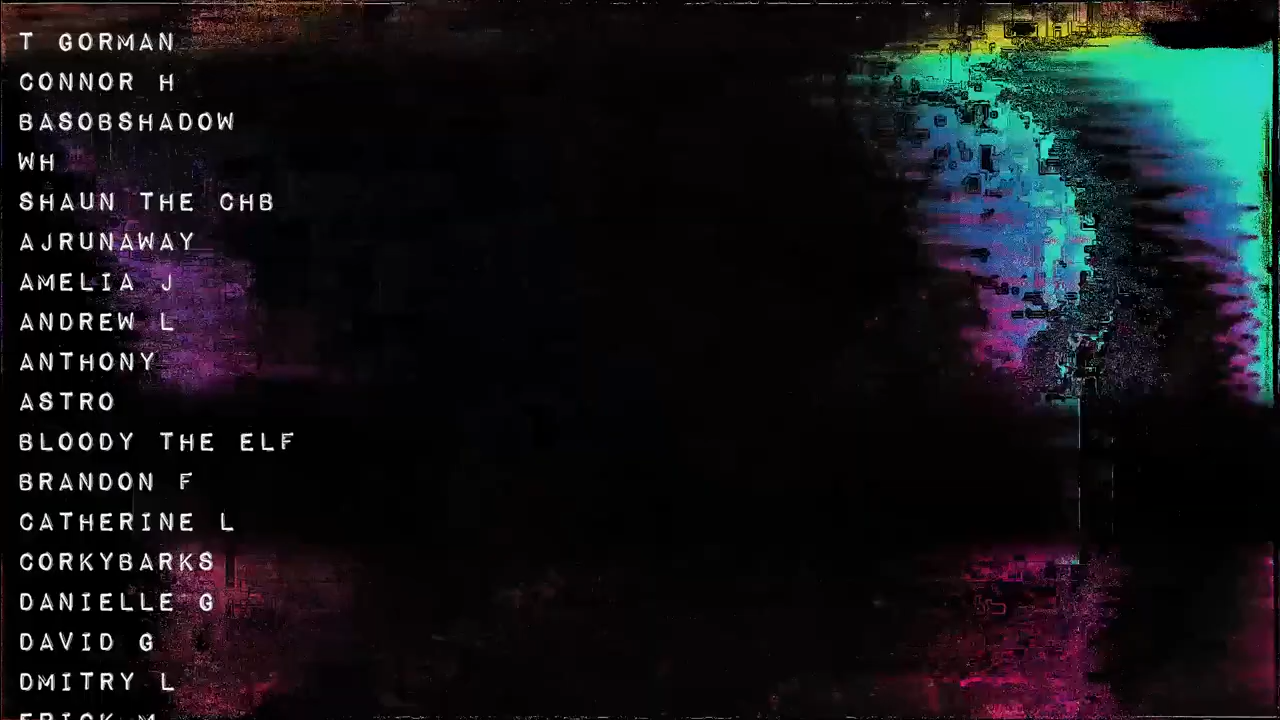 T GORMAN
CONNOR H
BASOBSHADOW
WH
SHAUN THE CHB
AJRUNAWAY
AMELIA J
ANDREW L
ANTHONY
ASTRO
BLOODY THE ELF
BRANDON F
CATHERINE L
CORKYBARKS
DANIELLE G
DAVID G
DMITRY L
ERICK M